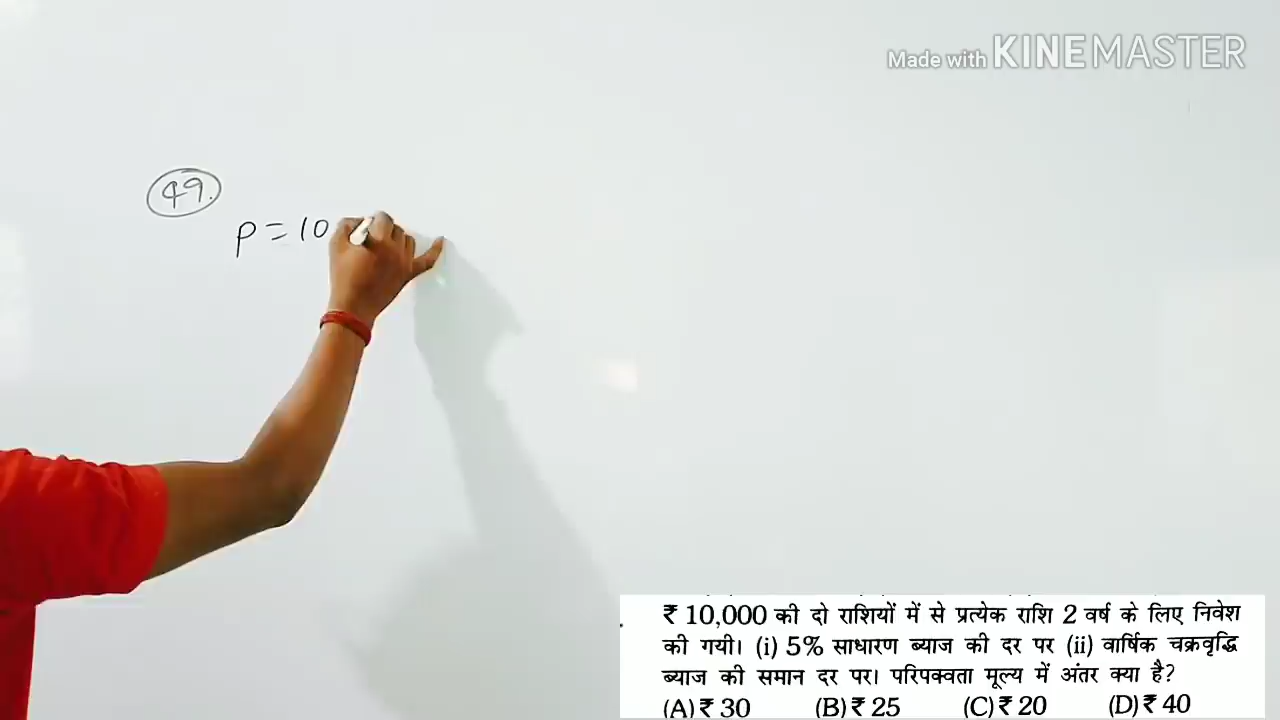 Made with KINEMASTER
49.
P = 10
₹ 10,000 की दो राशियों में से प्रत्येक राशि 2 वर्ष के लिए निवेश
की गयी। (i) 5% साधारण ब्याज की दर पर (ii) वार्षिक चक्रवृद्धि
ब्याज की समान दर पर। परिपक्वता मूल्य में अंतर क्या है?
(A) ₹ 30 (B) ₹ 25 (C) ₹ 20 (D) ₹ 40